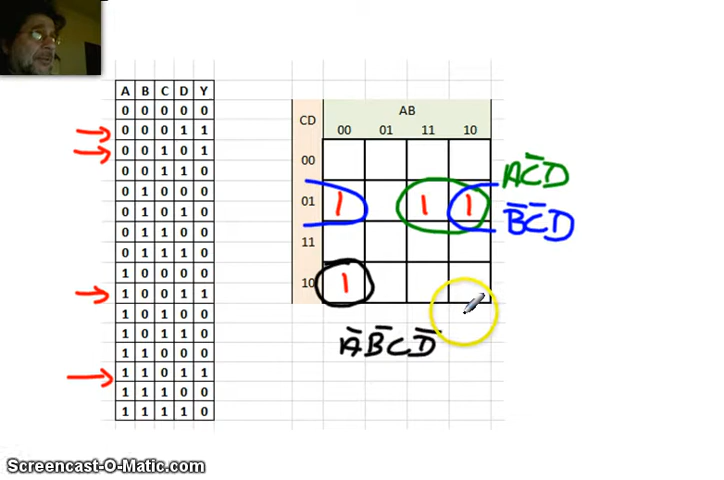 A B C D Y
0 0 0 0 0
0 0 0 1 1
0 0 1 0 1
0 0 1 1 0
0 1 0 0 0
0 1 0 1 0
0 1 1 0 0
0 1 1 1 0
1 0 0 0 0
1 0 0 1 1
1 0 1 0 0
1 0 1 1 0
1 1 0 0 0
1 1 0 1 1
1 1 1 0 0
1 1 1 1 0
CD AB
00 01 11 10
00
01 1 1 1
11
10 1
AC̅D
B̅C̅D
A̅B̅CD̅
Screencast-O-Matic.com